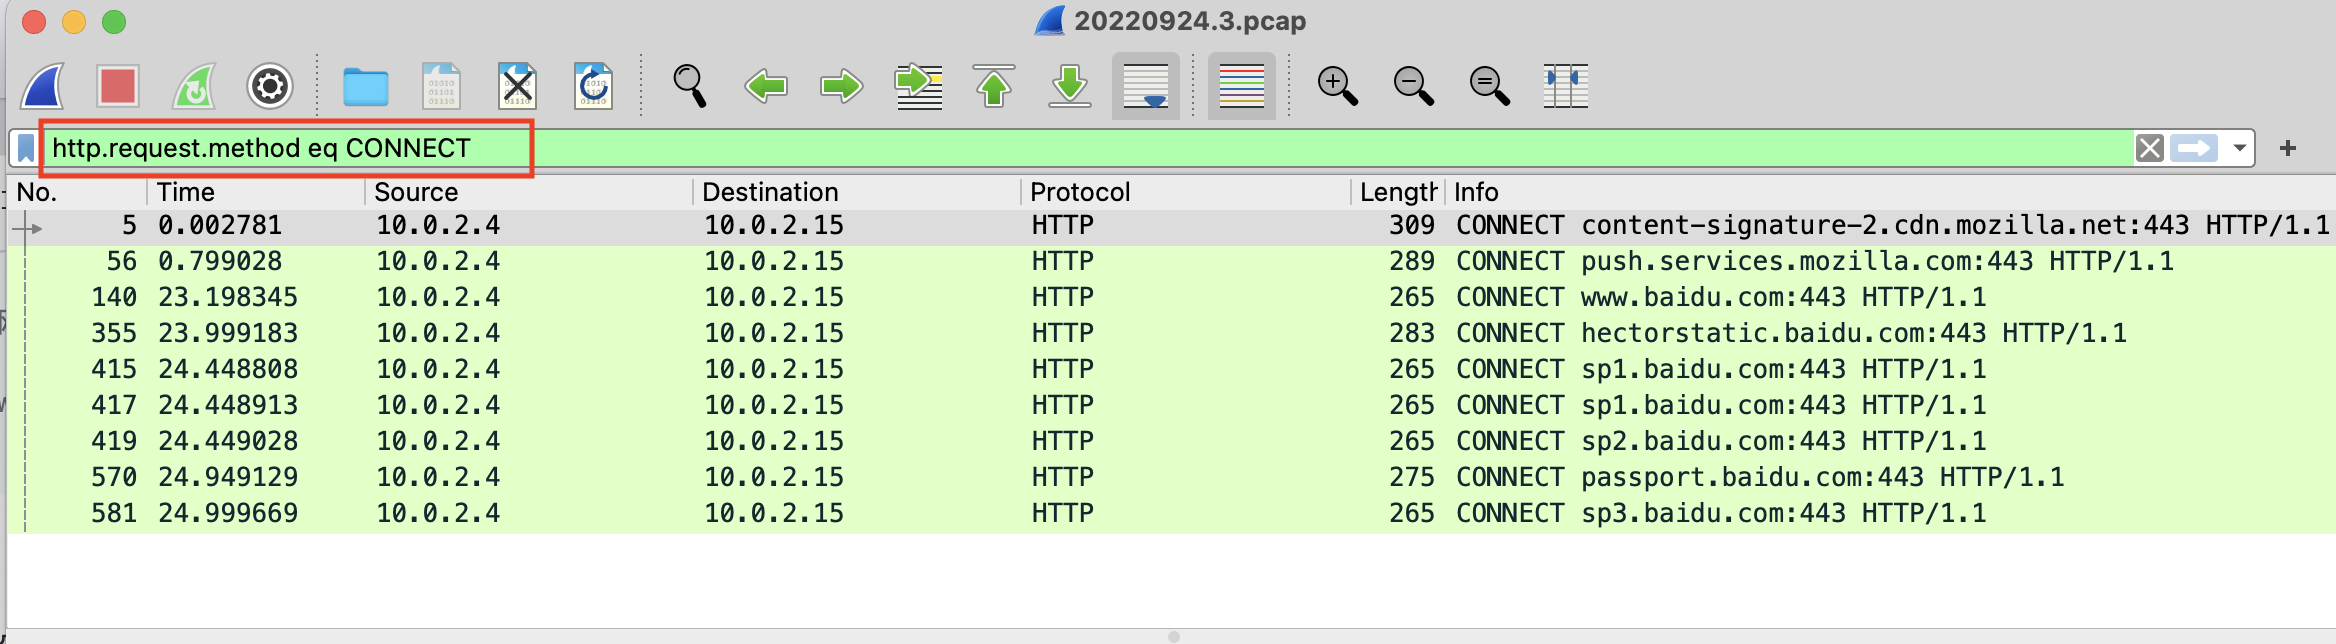 20220924.3.pcap
http.request.method eq CONNECT
No. Time Source Destination Protocol Length Info
5 0.002781 10.0.2.4 10.0.2.15 HTTP 309 CONNECT content-signature-2.cdn.mozilla.net:443 HTTP/1.1
56 0.799028 10.0.2.4 10.0.2.15 HTTP 289 CONNECT push.services.mozilla.com:443 HTTP/1.1
140 23.198345 10.0.2.4 10.0.2.15 HTTP 265 CONNECT www.baidu.com:443 HTTP/1.1
355 23.999183 10.0.2.4 10.0.2.15 HTTP 283 CONNECT hectorstatic.baidu.com:443 HTTP/1.1
415 24.448808 10.0.2.4 10.0.2.15 HTTP 265 CONNECT sp1.baidu.com:443 HTTP/1.1
417 24.448913 10.0.2.4 10.0.2.15 HTTP 265 CONNECT sp1.baidu.com:443 HTTP/1.1
419 24.449028 10.0.2.4 10.0.2.15 HTTP 265 CONNECT sp2.baidu.com:443 HTTP/1.1
570 24.949129 10.0.2.4 10.0.2.15 HTTP 275 CONNECT passport.baidu.com:443 HTTP/1.1
581 24.999669 10.0.2.4 10.0.2.15 HTTP 265 CONNECT sp3.baidu.com:443 HTTP/1.1